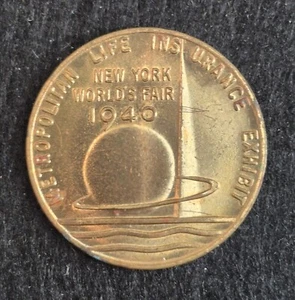 METROPOLITAN LIFE INSURANCE EXHIBIT
NEW YORK
WORLD'S FAIR
1940